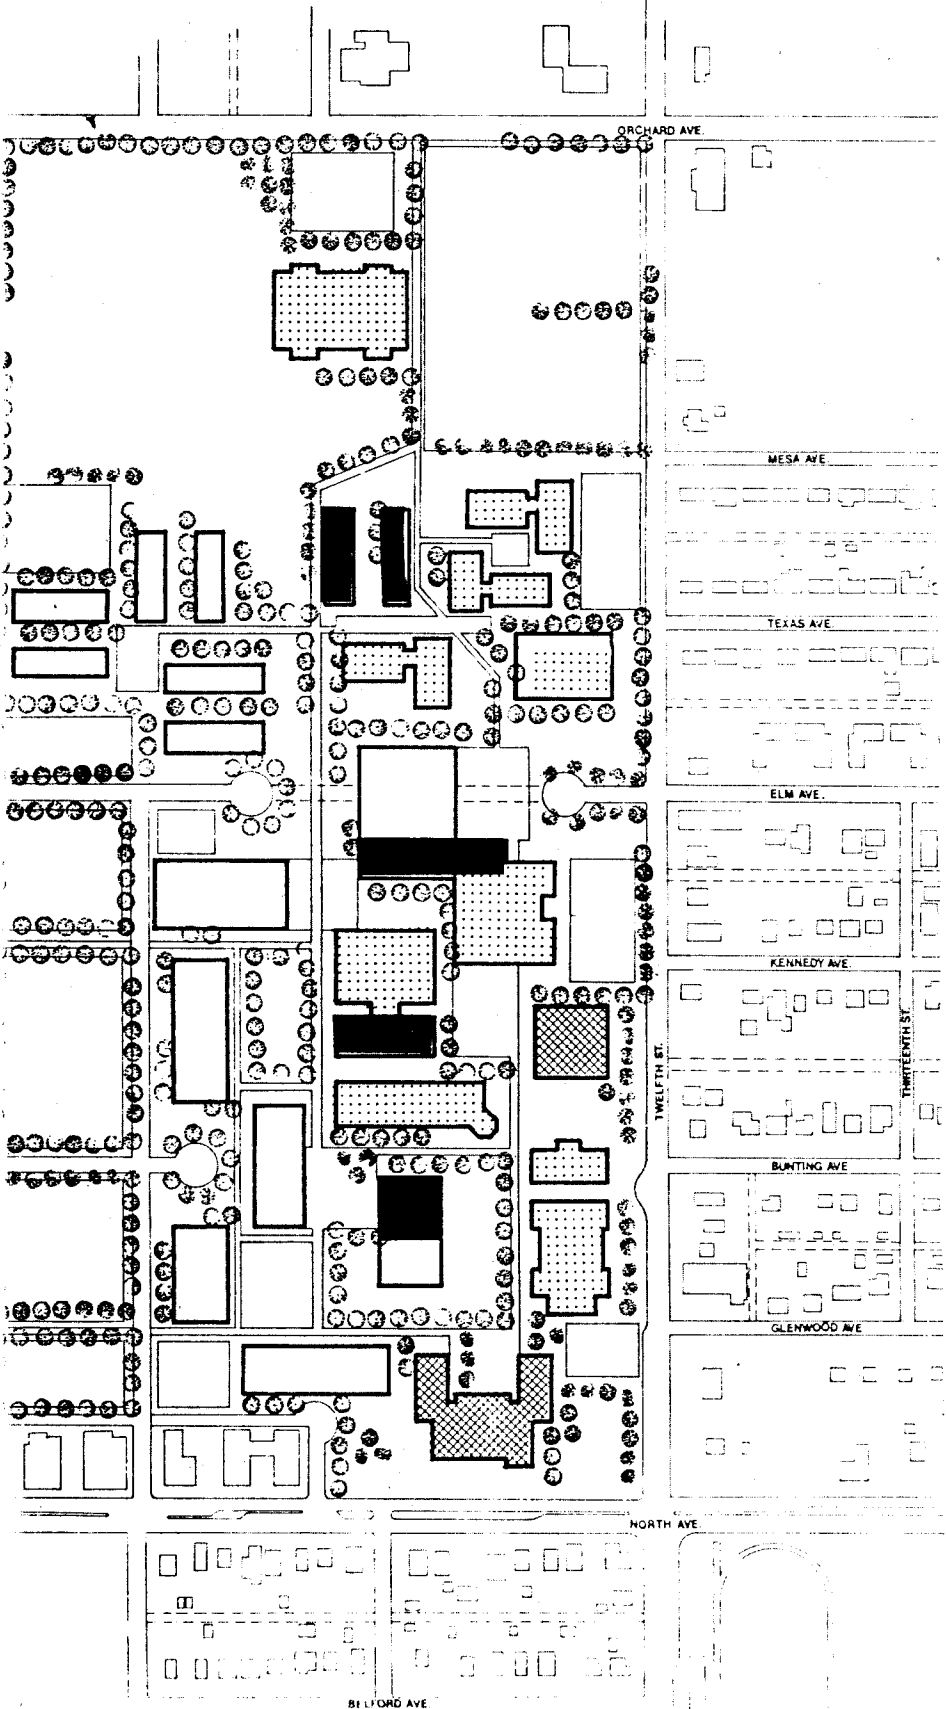 ORCHARD AVE.
MESA AVE.
TEXAS AVE.
ELM AVE.
KENNEDY AVE.
THIRTEENTH ST.
TWELFTH ST.
BUNTING AVE
GLENWOOD AVE
NORTH AVE.
BELFORD AVE.